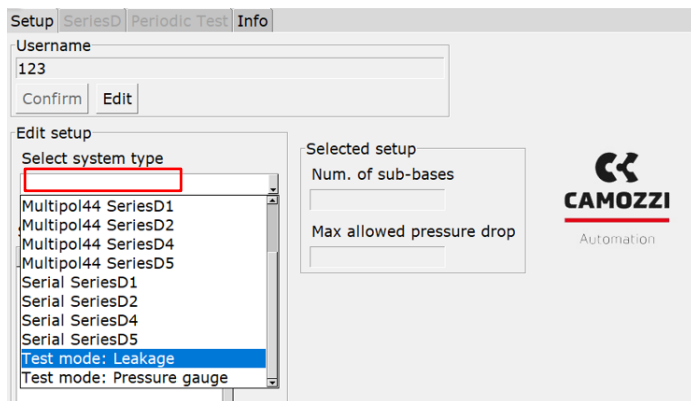 Setup SeriesD Periodic Test Info
Username
123
Confirm Edit
Edit setup
Select system type
Multipol44 SeriesD1
Multipol44 SeriesD2
Multipol44 SeriesD4
Multipol44 SeriesD5
Serial SeriesD1
Serial SeriesD2
Serial SeriesD4
Serial SeriesD5
Test mode: Leakage
Test mode: Pressure gauge
Selected setup
Num. of sub-bases
Max allowed pressure drop
CAMOZZI
Automation